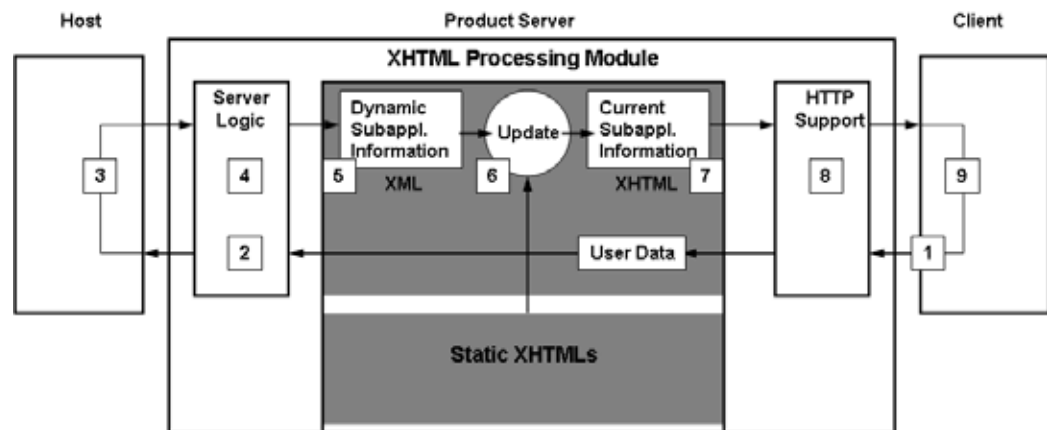 Host
Product Server
Client
XHTML Processing Module
Server
Logic
Dynamic
Subappl.
Information
Update
Current
Subappl.
Information
HTTP
Support
3
4
5
XML
6
XHTML
7
8
9
2
User Data
1
Static XHTMLs